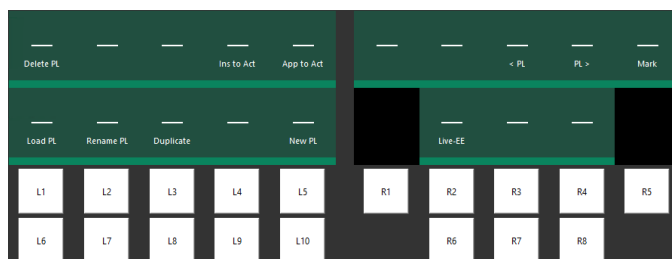 Delete PL Ins to Act App to Act < PL PL > Mark
Load PL Rename PL Duplicate New PL Live-EE
L1 L2 L3 L4 L5 R1 R2 R3 R4 R5
L6 L7 L8 L9 L10 R6 R7 R8